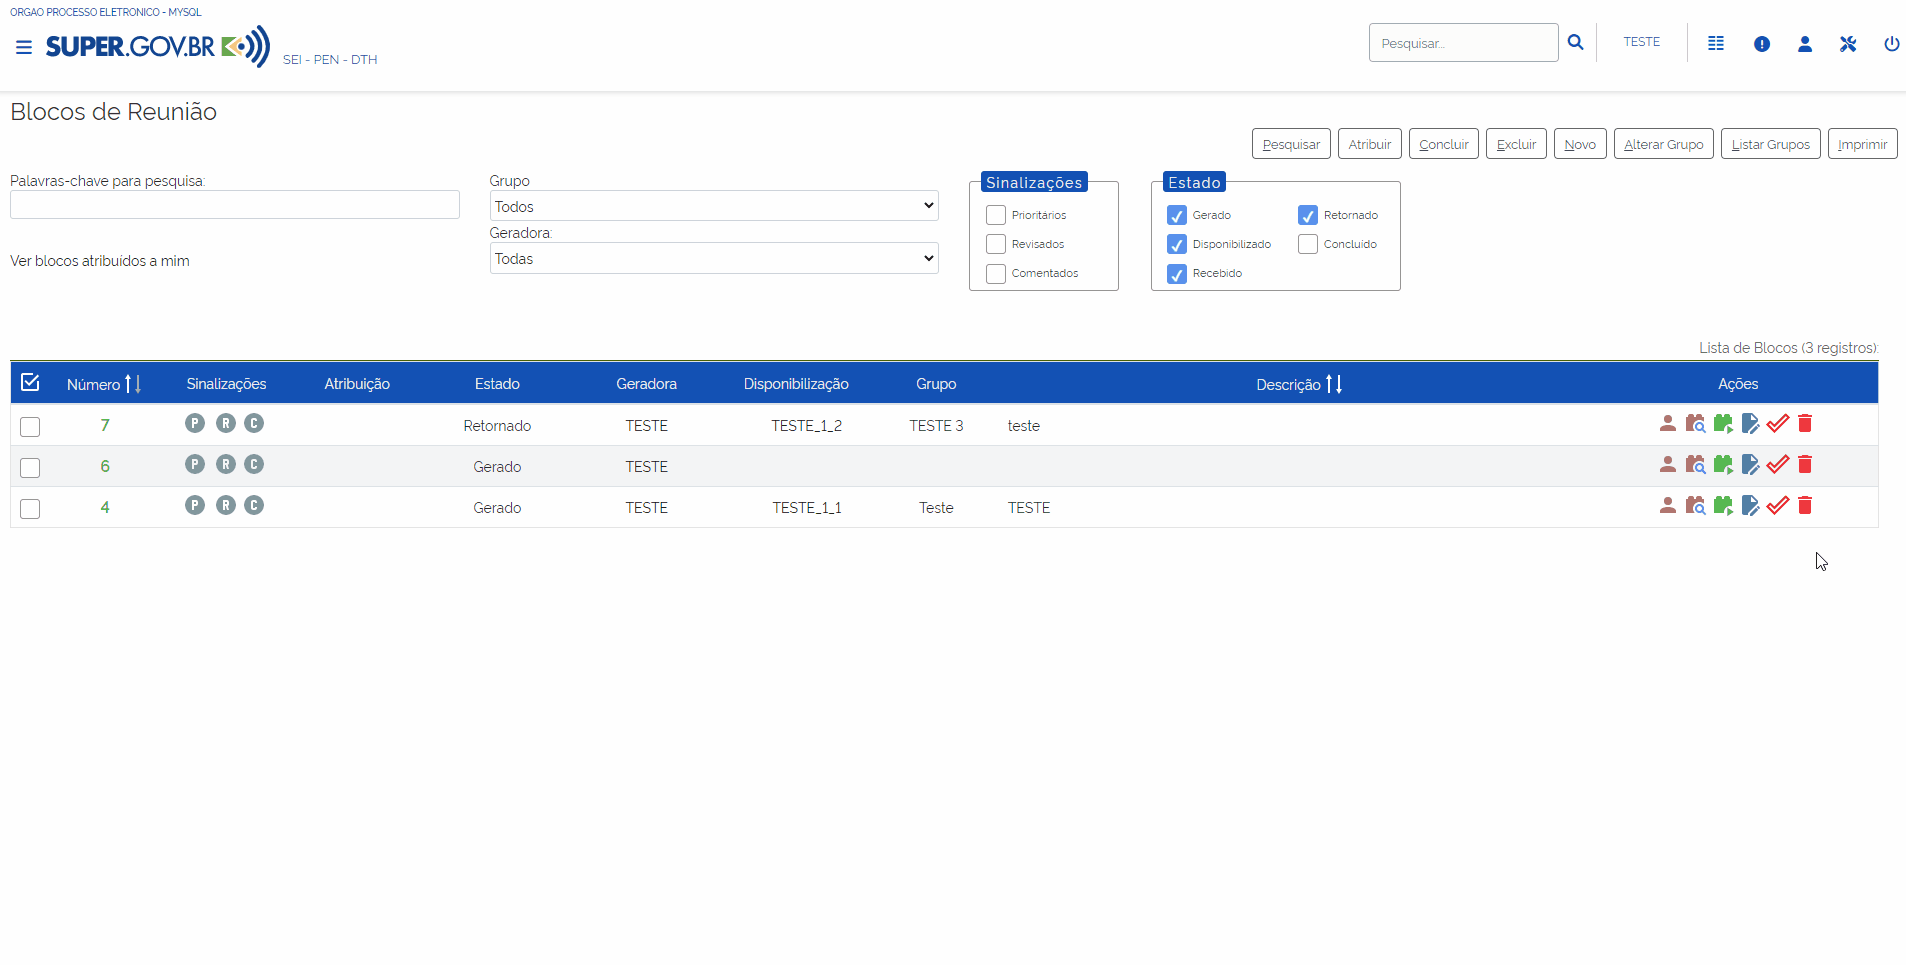 ORGAO PROCESSO ELETRONICO - MYSQL
SUPER.GOV.BR
SEI - PEN - DTH
Pesquisar...
TESTE
Blocos de Reunião
Pesquisar
Atribuir
Concluir
Excluir
Novo
Alterar Grupo
Listar Grupos
Imprimir
Palavras-chave para pesquisa:
Ver blocos atribuídos a mim
Grupo
Todos
Geradora:
Todas
Sinalizações
Prioritários
Revisados
Comentados
Estado
Gerado
Retornado
Disponibilizado
Concluído
Recebido
Lista de Blocos (3 registros):
Número Sinalizações Atribuição Estado Geradora Disponibilização Grupo Descrição Ações
7 P R C Retornado TESTE TESTE_1_2 TESTE 3 teste
6 P R C Gerado TESTE
4 P R C Gerado TESTE TESTE_1_1 Teste TESTE